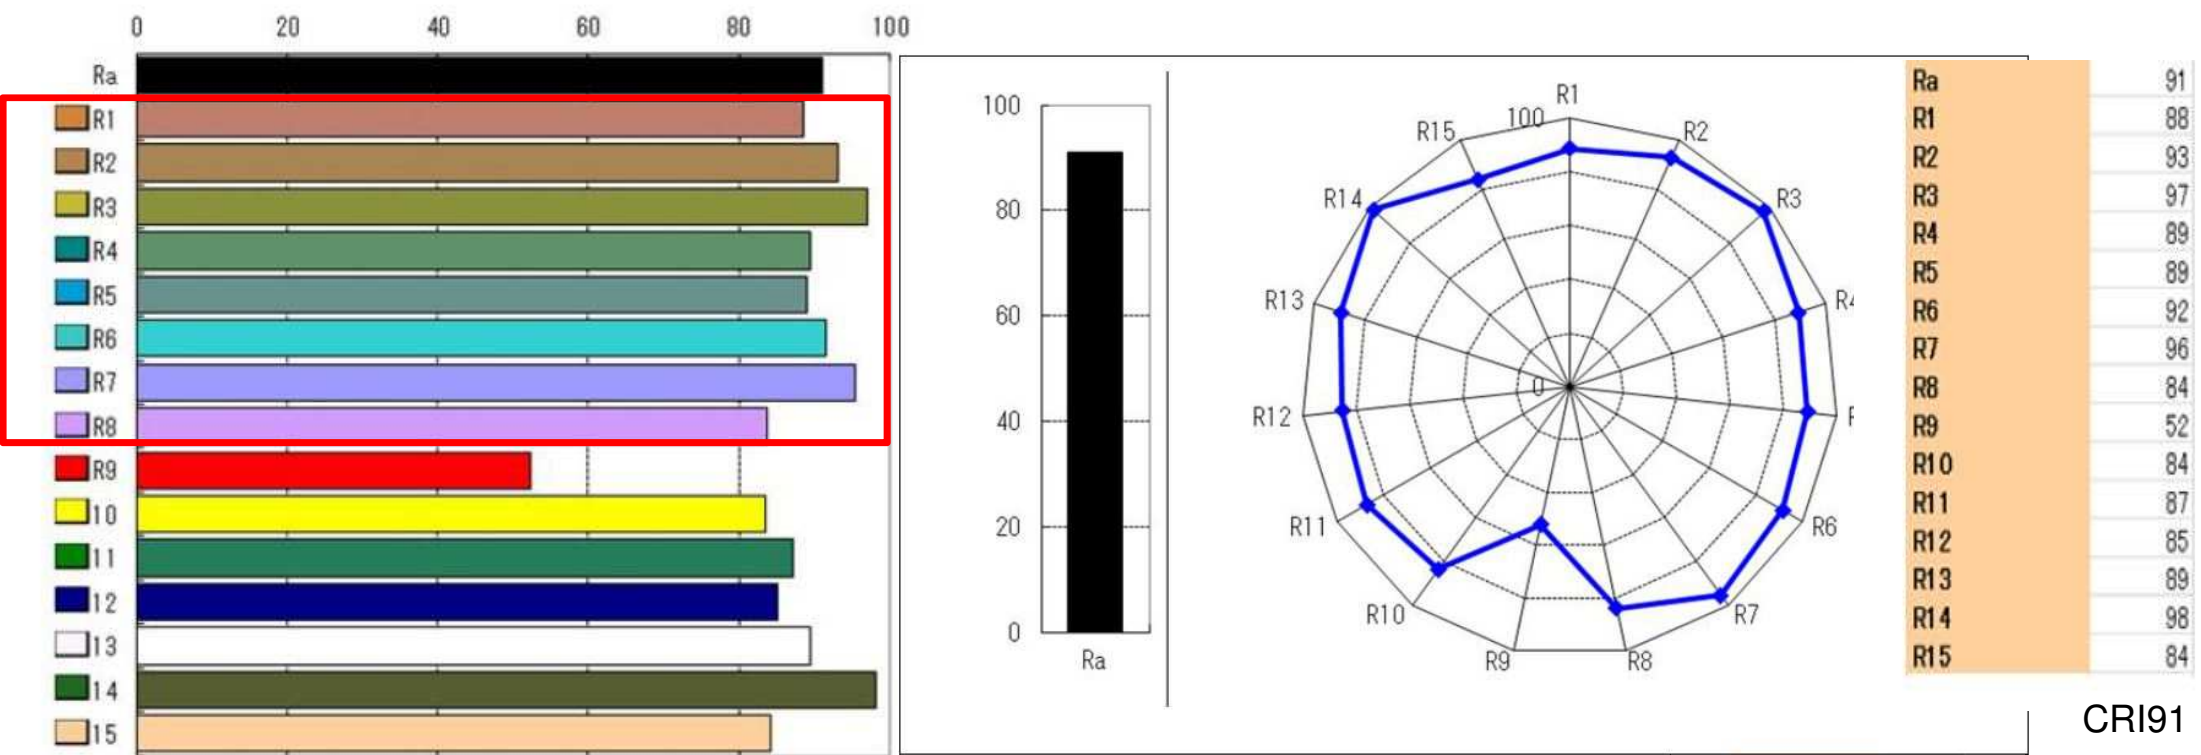 0 20 40 60 80 100
Ra
R1
R2
R3
R4
R5
R6
R7
R8
R9
10
11
12
13
14
15
100
80
60
40
20
0
Ra
R1
100
R15
R2
R14
R3
R13
R4
0
R12
R11
R6
R10
R7
R9
R8
Ra 91
R1 88
R2 93
R3 97
R4 89
R5 89
R6 92
R7 96
R8 84
R9 52
R10 84
R11 87
R12 85
R13 89
R14 98
R15 84
CRI91